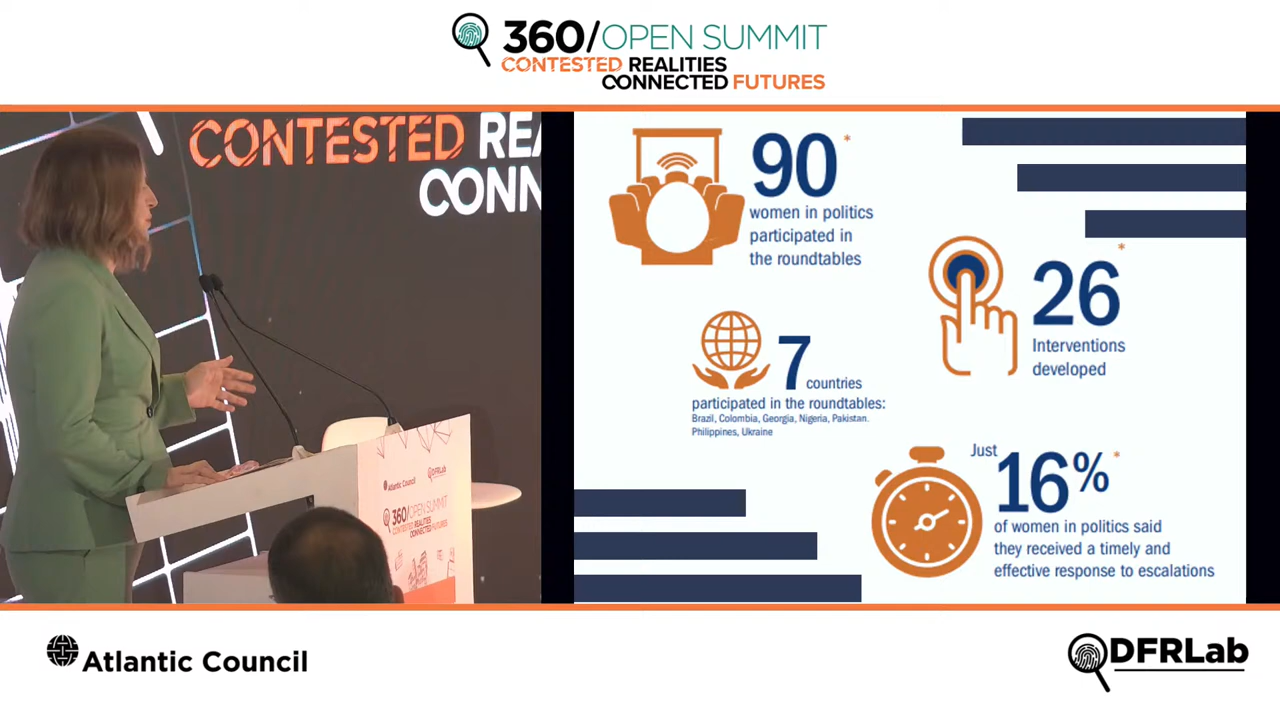 360/OPEN SUMMIT
CONTESTED REALITIES
CONNECTED FUTURES
CONTESTED REA
CONN
Atlantic Council
DFRLab
360/OPEN SUMMIT
CONTESTED REALITIES
CONNECTED FUTURES
90*
women in politics
participated in
the roundtables
26*
Interventions
developed
7 countries
participated in the roundtables:
Brazil, Colombia, Georgia, Nigeria, Pakistan.
Philippines, Ukraine
Just
16%*
of women in politics said
they received a timely and
effective response to escalations
Atlantic Council
DFRLab